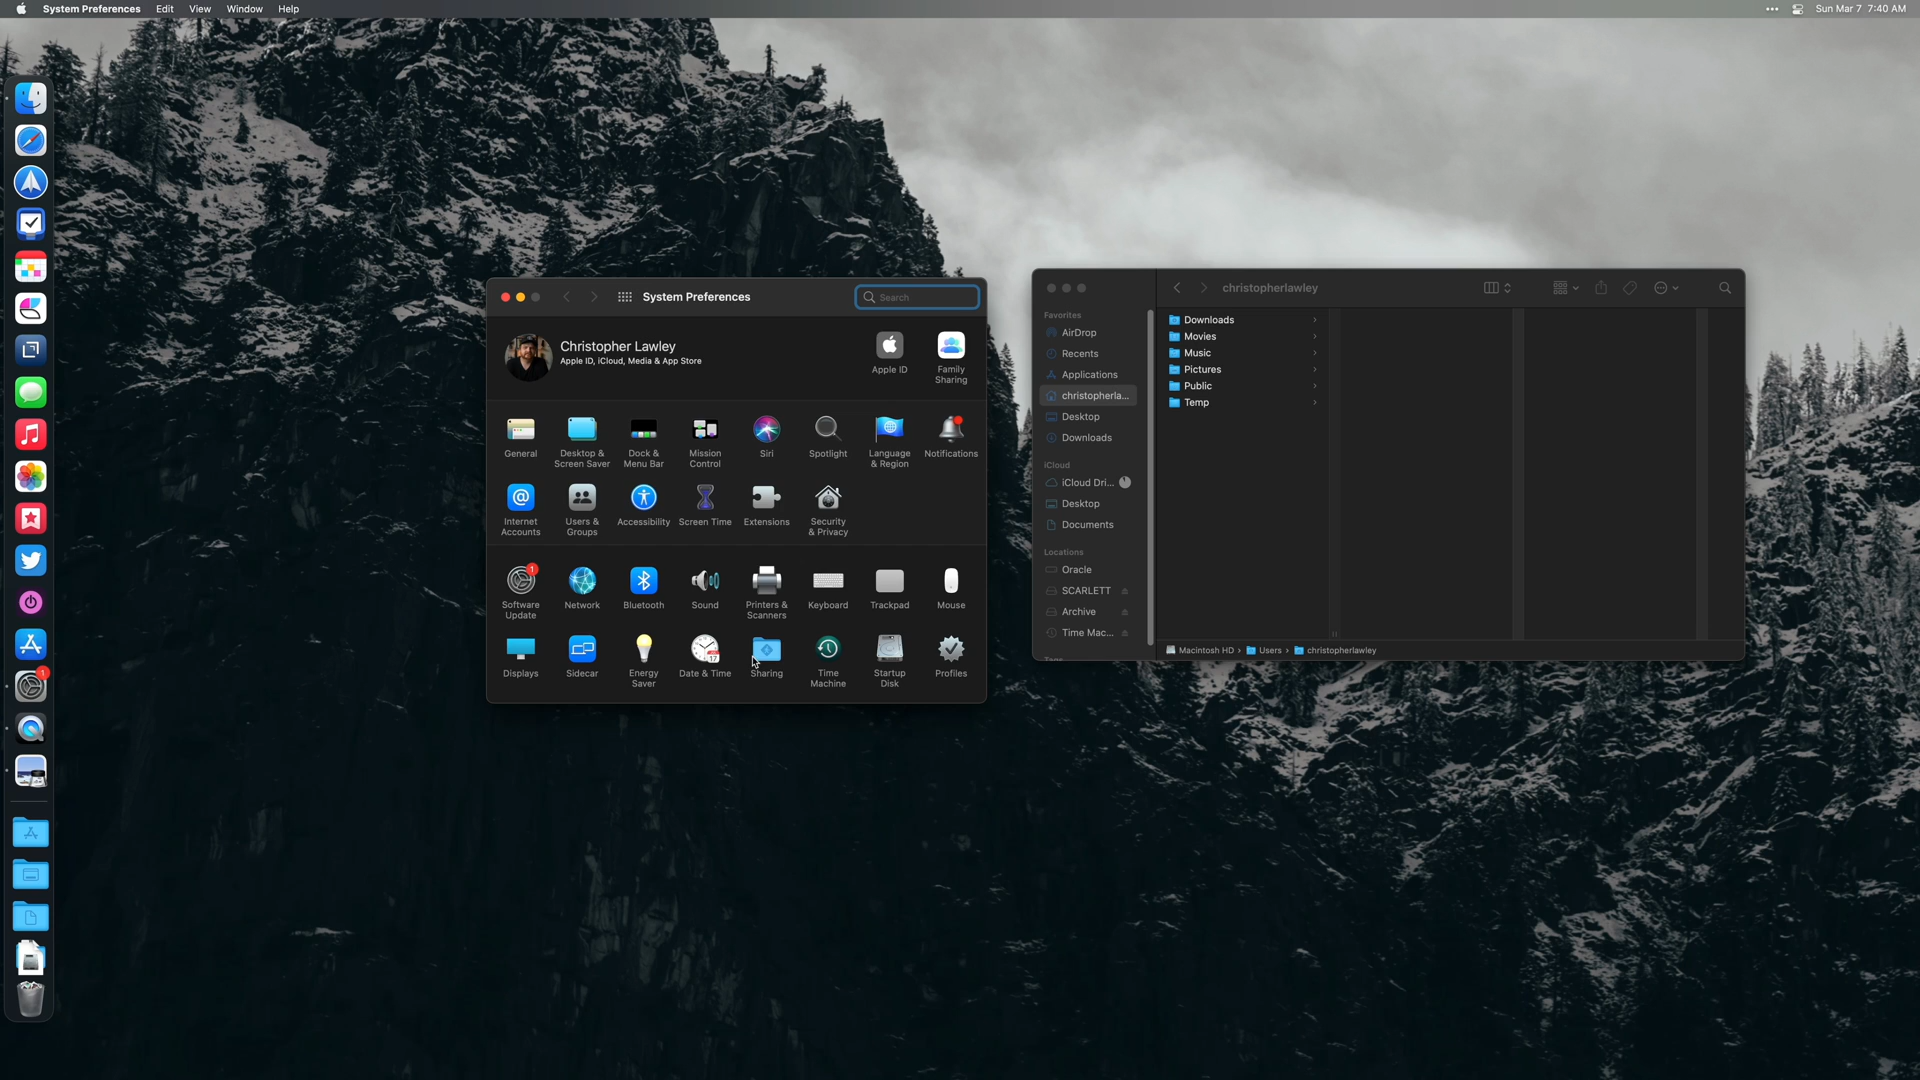 System Preferences Edit View Window Help
Sun Mar 7 7:40 AM
System Preferences
Search
Christopher Lawley
Apple ID, iCloud, Media & App Store
Apple ID
Family
Sharing
General
Desktop &
Screen Saver
Dock &
Menu Bar
Mission
Control
Siri
Spotlight
Language
& Region
Notifications
Internet
Accounts
Users &
Groups
Accessibility
Screen Time
Extensions
Security
& Privacy
1
Software
Update
Network
Bluetooth
Sound
Printers &
Scanners
Keyboard
Trackpad
Mouse
Displays
Sidecar
Energy
Saver
17
Date & Time
Sharing
Time
Machine
Startup
Disk
Profiles
1
christopherlawley
Favorites
AirDrop
Recents
Applications
christopherla...
Desktop
Downloads
iCloud
iCloud Dri...
Desktop
Documents
Locations
Oracle
SCARLETT
Archive
Time Mac...
Downloads
Movies
Music
Pictures
Public
Temp
Macintosh HD › Users › christopherlawley